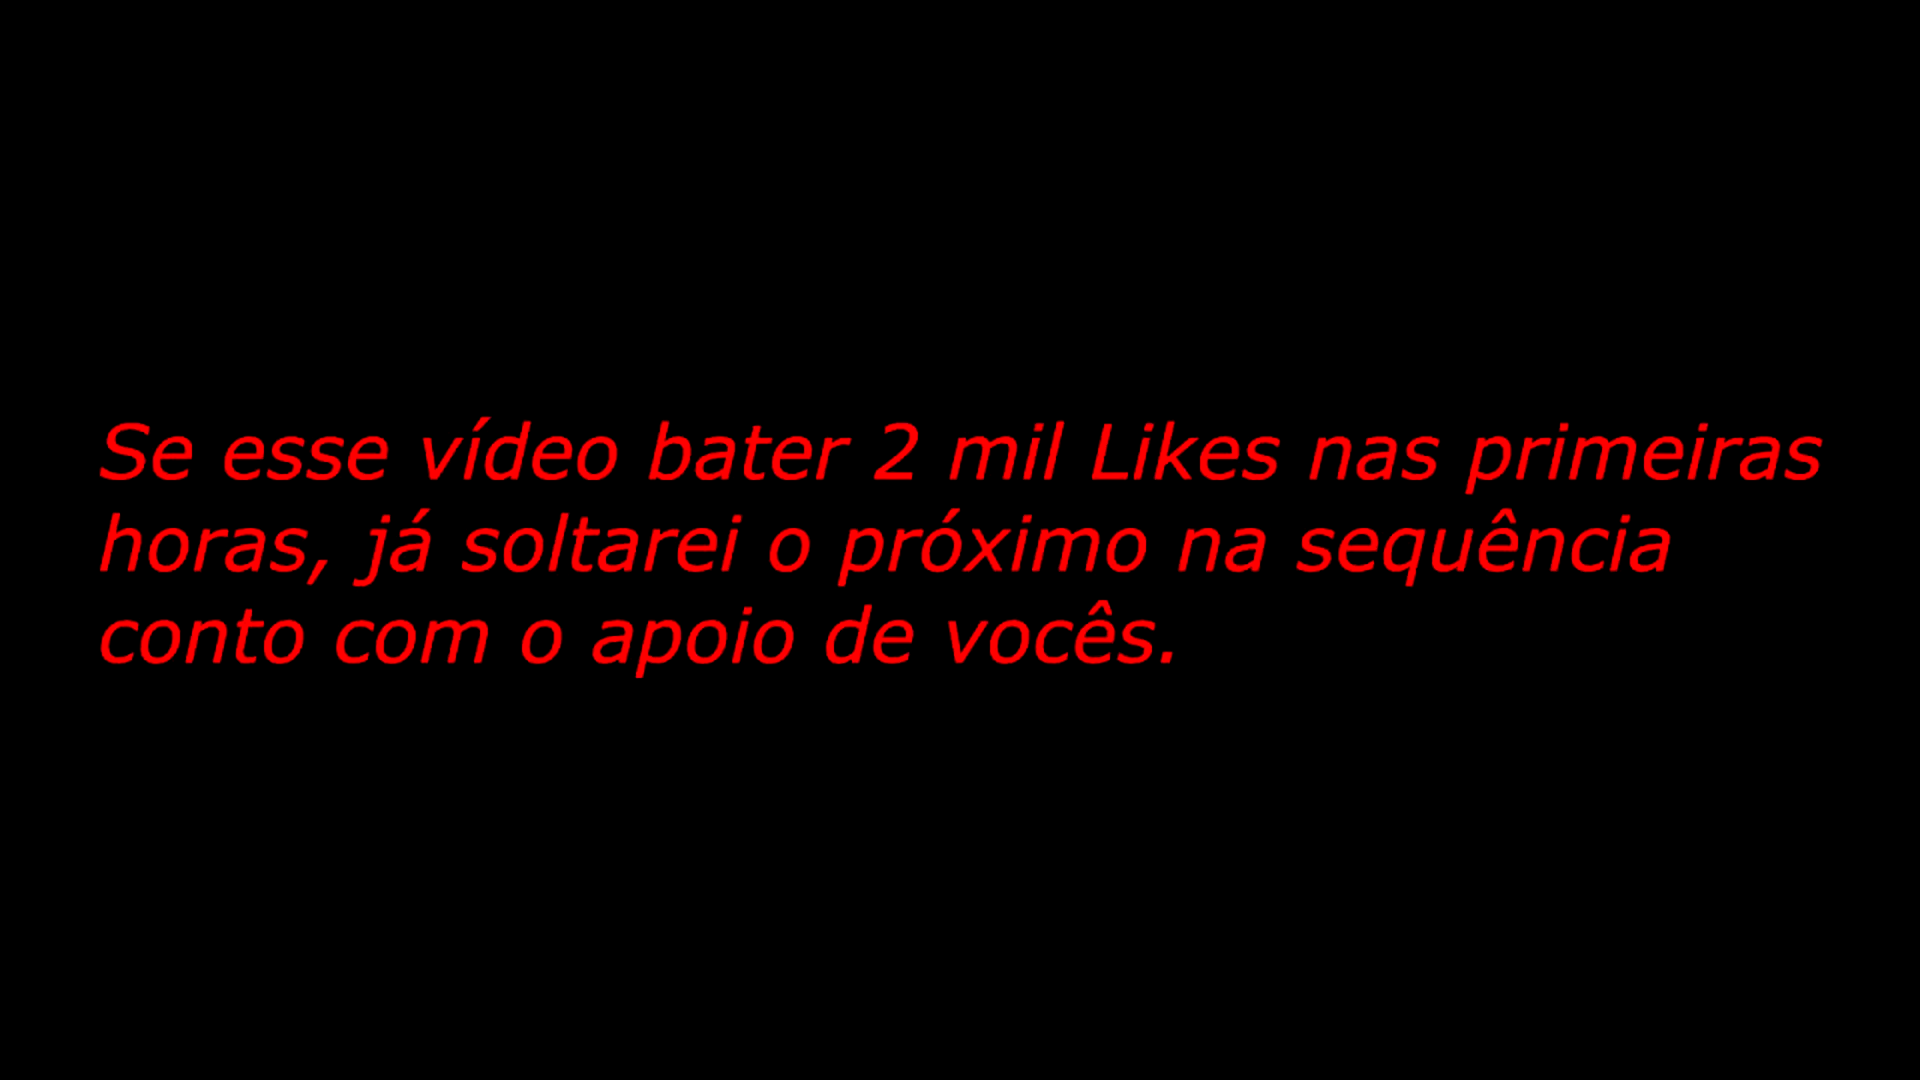 Se esse vídeo bater 2 mil Likes nas primeiras
horas, já soltarei o próximo na sequência
conto com o apoio de vocês.